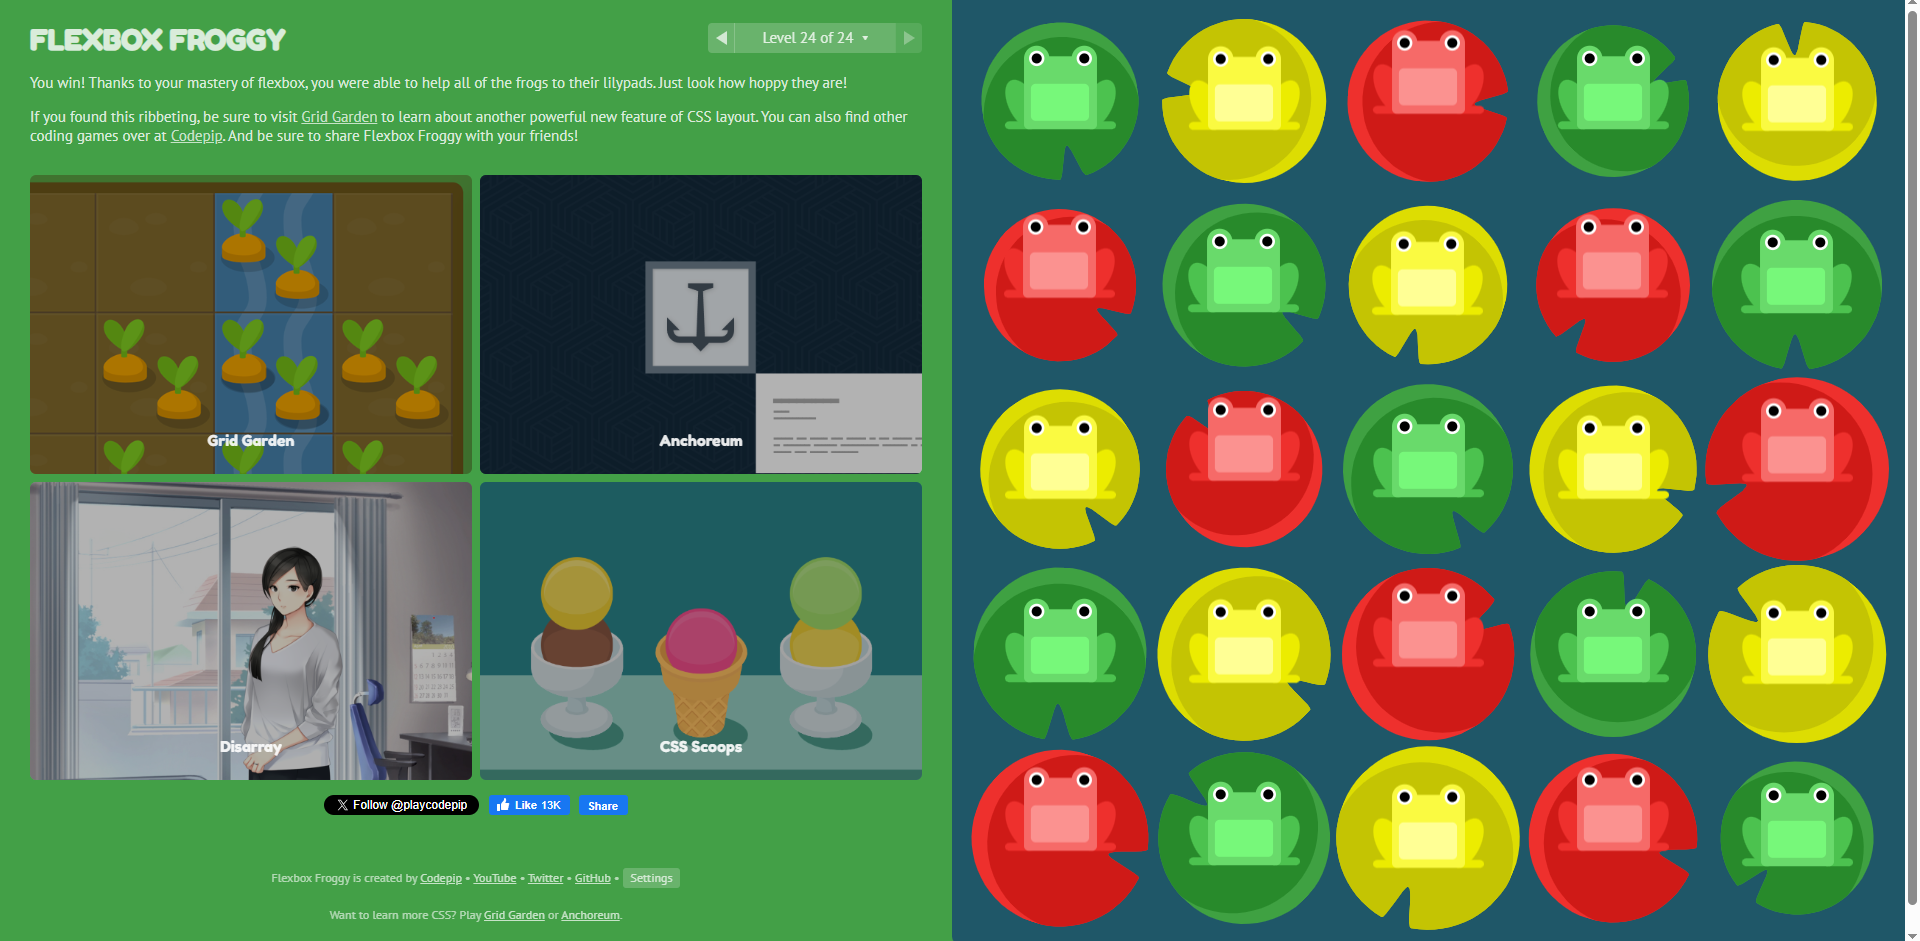 FLEXBOX FROGGY
Level 24 of 24
You win! Thanks to your mastery of flexbox, you were able to help all of the frogs to their lilypads. Just look how hoppy they are!
If you found this ribbeting, be sure to visit Grid Garden to learn about another powerful new feature of CSS layout. You can also find other
coding games over at Codepip. And be sure to share Flexbox Froggy with your friends!
Grid Garden
Anchoreum
Disarray
CSS Scoops
Follow @playcodepip
Like 13K
Share
Flexbox Froggy is created by Codepip • YouTube • Twitter • GitHub • Settings
Want to learn more CSS? Play Grid Garden or Anchoreum.